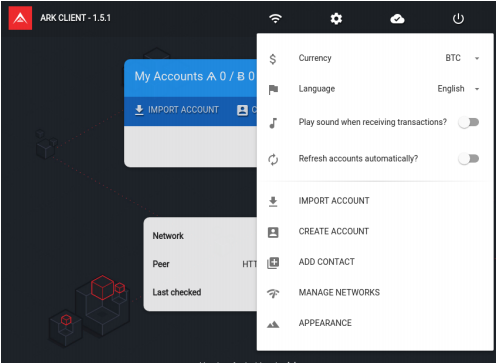 ARK CLIENT - 1.5.1
My Accounts Ѧ 0 / Ƀ 0
IMPORT ACCOUNT
Network
Peer HTT
Last checked
Currency BTC
Language English
Play sound when receiving transactions?
Refresh accounts automatically?
IMPORT ACCOUNT
CREATE ACCOUNT
ADD CONTACT
MANAGE NETWORKS
APPEARANCE